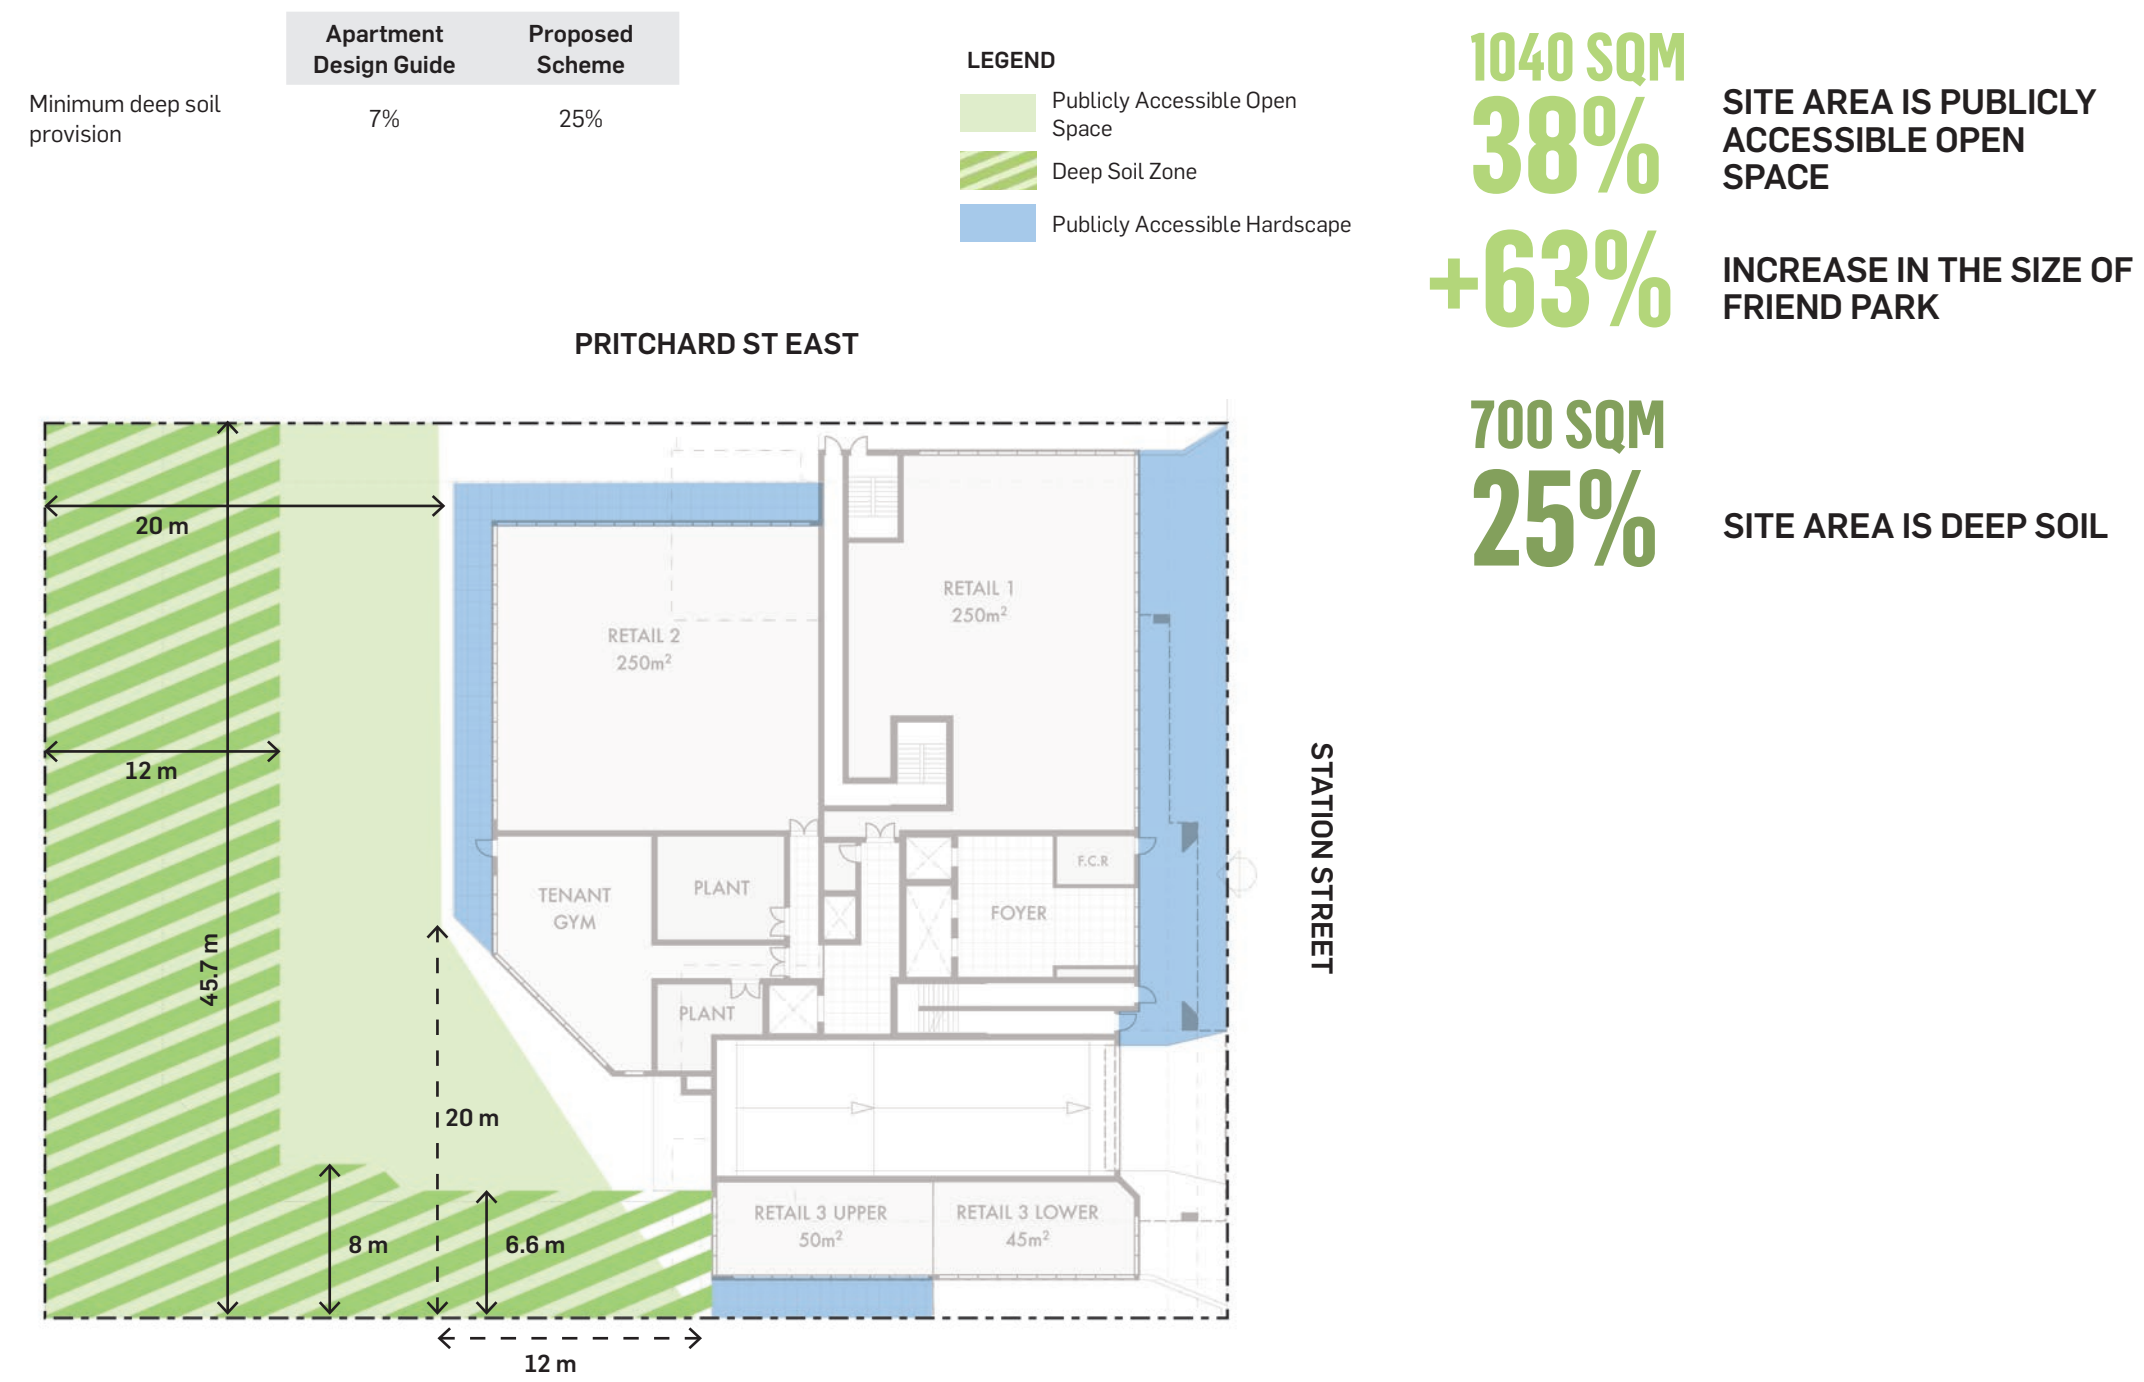 Apartment
Design Guide
Proposed
Scheme
Minimum deep soil
provision
7%
25%
LEGEND
Publicly Accessible Open
Space
Deep Soil Zone
Publicly Accessible Hardscape
1040 SQM
38%
SITE AREA IS PUBLICLY
ACCESSIBLE OPEN
SPACE
+63%
INCREASE IN THE SIZE OF
FRIEND PARK
700 SQM
25%
SITE AREA IS DEEP SOIL
PRITCHARD ST EAST
20 m
RETAIL 1
250m²
RETAIL 2
250m²
12 m
STATION STREET
F.C.R
TENANT
GYM
PLANT
FOYER
45.7 m
PLANT
20 m
RETAIL 3 UPPER
50m²
RETAIL 3 LOWER
45m²
8 m
6.6 m
12 m